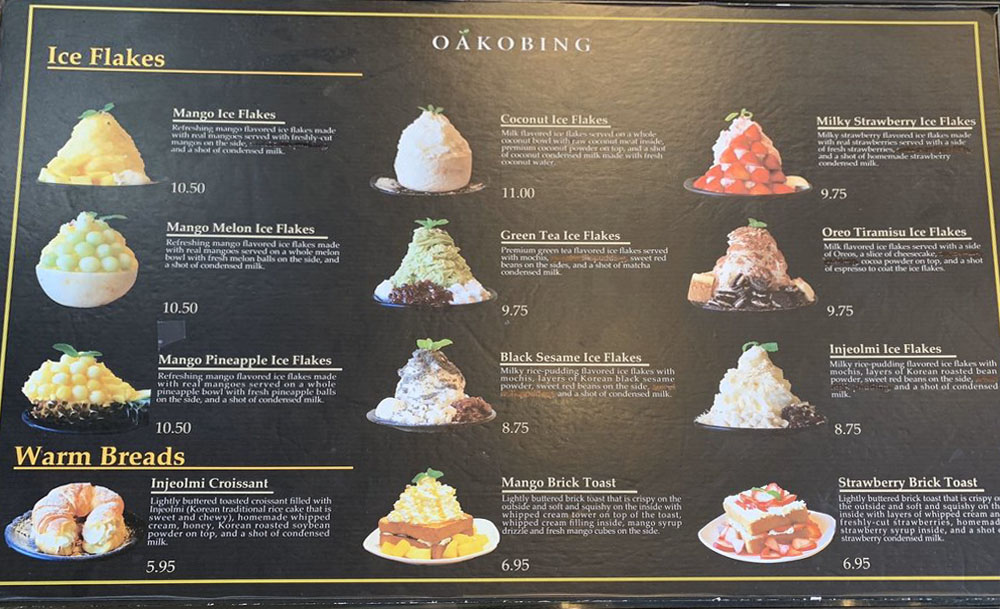 OAKOBING
Ice Flakes
Mango Ice Flakes
Refreshing mango flavored ice flakes made
with real mangoes served with freshly-cut
mangos on the side,
and a shot of condensed milk.
10.50
Coconut Ice Flakes
Milk flavored ice flakes served on a whole
coconut bowl with raw coconut meat inside,
premium coconut powder on top, and a shot
of coconut condensed milk made with fresh
coconut water.
11.00
Milky Strawberry Ice Flakes
Milky strawberry flavored ice flakes made
with real strawberries served with a side
of fresh strawberries,
and a shot of homemade strawberry
condensed milk.
9.75
Mango Melon Ice Flakes
Refreshing mango flavored ice flakes made
with real mangoes served on a whole melon
bowl with fresh melon balls on the side, and
a shot of condensed milk.
10.50
Green Tea Ice Flakes
Premium green tea flavored ice flakes served
with mochis, sweet red
beans on the sides, and a shot of matcha
condensed milk.
9.75
Oreo Tiramisu Ice Flakes
Milk flavored ice flakes served with a side
of Oreos, a slice of cheesecake,
cocoa powder on top, and a shot
of espresso to coat the ice flakes.
9.75
Mango Pineapple Ice Flakes
Refreshing mango flavored ice flakes made
with real mangoes served on a whole
pineapple bowl with fresh pineapple balls
on the side, and a shot of condensed milk.
10.50
Black Sesame Ice Flakes
Milky rice-pudding flavored ice flakes with
mochis, layers of Korean black sesame
powder, sweet red beans on the side,
and a shot of condensed milk.
8.75
Injeolmi Ice Flakes
Milky rice-pudding flavored ice flakes with
mochis, layers of Korean roasted bean
powder, sweet red beans on the side,
and a shot of condensed
milk.
8.75
Warm Breads
Injeolmi Croissant
Lightly buttered toasted croissant filled with
Injeolmi (Korean traditional rice cake that is
sweet and chewy), homemade whipped
cream, honey, Korean roasted soybean
powder on top, and a shot of condensed
milk.
5.95
Mango Brick Toast
Lightly buttered brick toast that is crispy on the
outside and soft and squishy on the inside with
whipped cream tower on top of the toast,
whipped cream filling inside, mango syrup
drizzle and fresh mango cubes on the side.
6.95
Strawberry Brick Toast
Lightly buttered brick toast that is crispy on
the outside and soft and squishy on the
inside with layers of whipped cream an
freshly-cut strawberries, homemad
strawberry syrup inside, and a shot o
strawberry condensed milk.
6.95